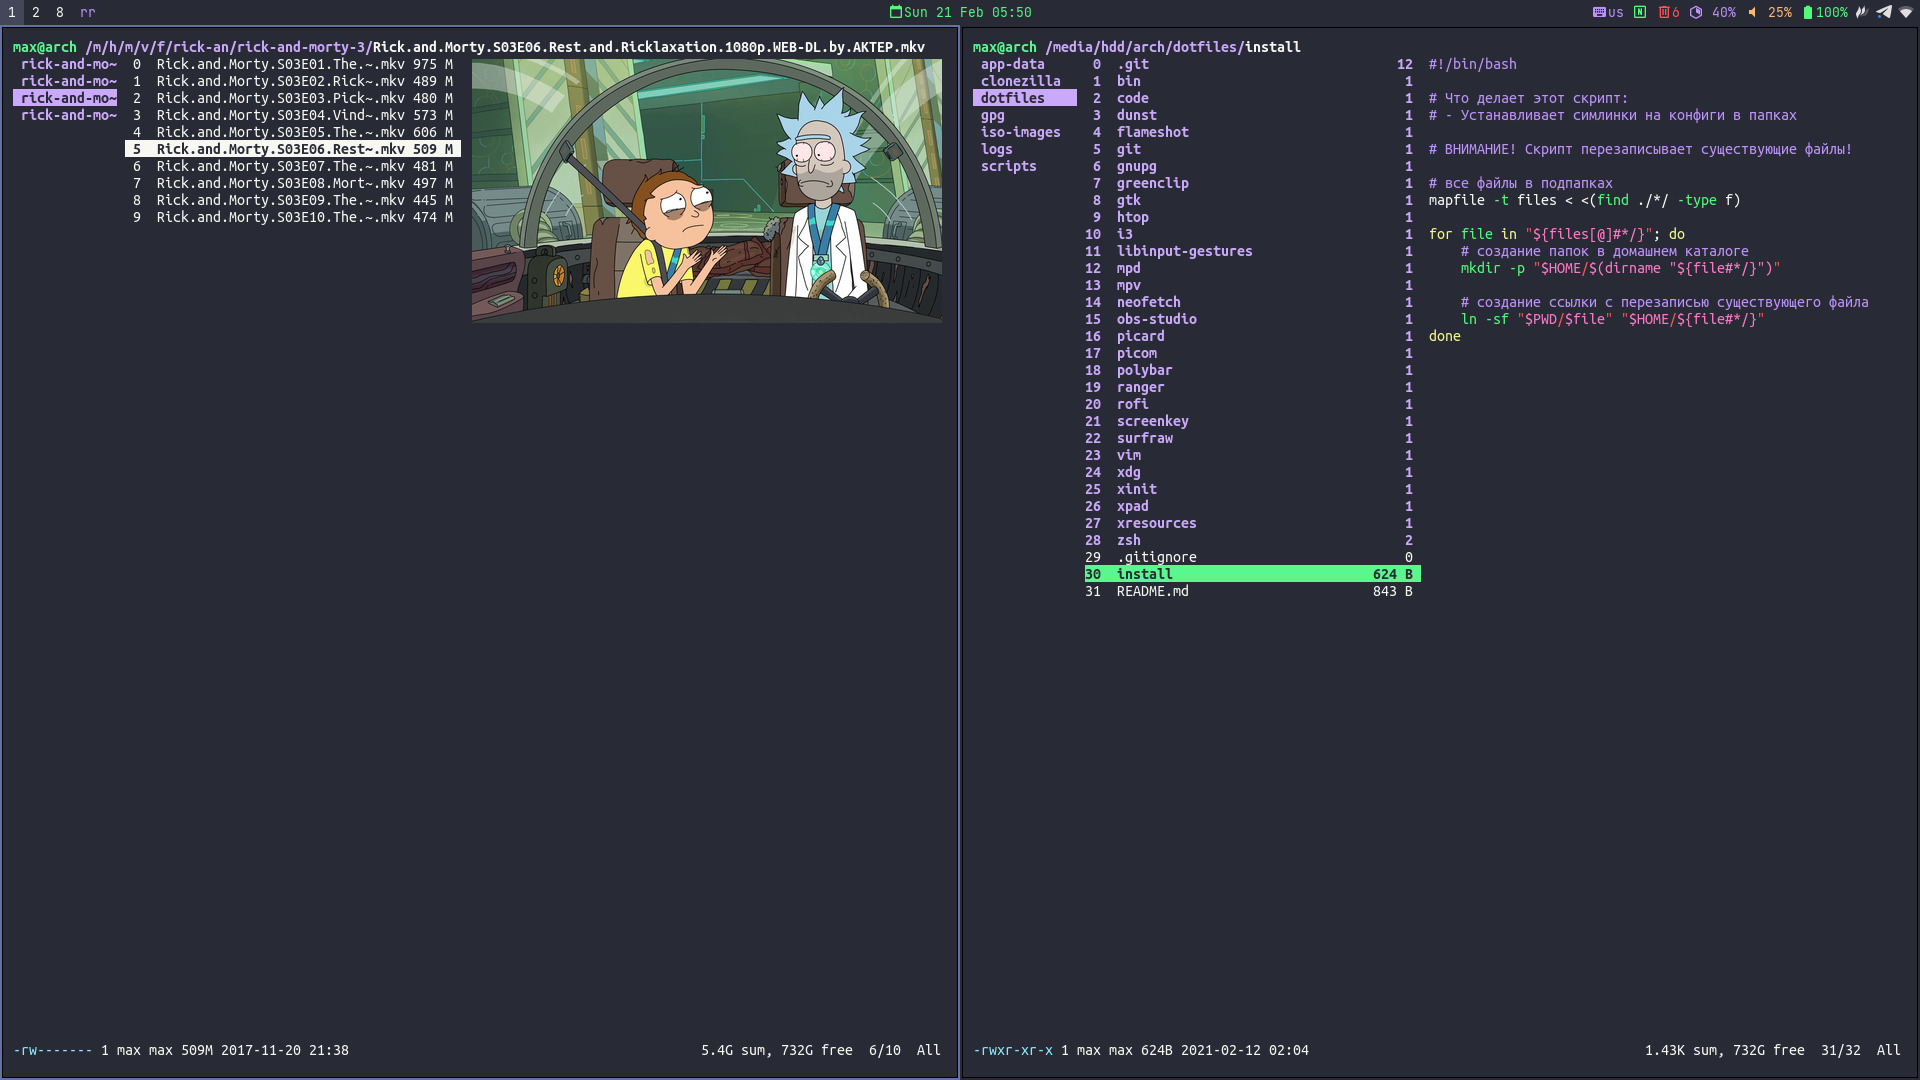 1 2 8 rr
Sun 21 Feb 05:50
us N 6 40% 25% 100%
max@arch /m/h/m/v/f/rick-an/rick-and-morty-3/Rick.and.Morty.S03E06.Rest.and.Ricklaxation.1080p.WEB-DL.by.AKTEP.mkv
rick-and-mo~ 0 Rick.and.Morty.S03E01.The.~.mkv 975 M
rick-and-mo~ 1 Rick.and.Morty.S03E02.Rick~.mkv 489 M
rick-and-mo~ 2 Rick.and.Morty.S03E03.Pick~.mkv 480 M
rick-and-mo~ 3 Rick.and.Morty.S03E04.Vind~.mkv 573 M
4 Rick.and.Morty.S03E05.The.~.mkv 606 M
5 Rick.and.Morty.S03E06.Rest~.mkv 509 M
6 Rick.and.Morty.S03E07.The.~.mkv 481 M
7 Rick.and.Morty.S03E08.Mort~.mkv 497 M
8 Rick.and.Morty.S03E09.The.~.mkv 445 M
9 Rick.and.Morty.S03E10.The.~.mkv 474 M
-rw------- 1 max max 509M 2017-11-20 21:38
5.4G sum, 732G free 6/10 All
max@arch /media/hdd/arch/dotfiles/install
app-data
clonezilla
dotfiles
gpg
iso-images
logs
scripts
0 .git 12
1 bin 1
2 code 1
3 dunst 1
4 flameshot 1
5 git 1
6 gnupg 1
7 greenclip 1
8 gtk 1
9 htop 1
10 i3 1
11 libinput-gestures 1
12 mpd 1
13 mpv 1
14 neofetch 1
15 obs-studio 1
16 picard 1
17 picom 1
18 polybar 1
19 ranger 1
20 rofi 1
21 screenkey 1
22 surfraw 1
23 vim 1
24 xdg 1
25 xinit 1
26 xpad 1
27 xresources 1
28 zsh 2
29 .gitignore 0
30 install 624 B
31 README.md 843 B
#!/bin/bash
# Что делает этот скрипт:
# - Устанавливает симлинки на конфиги в папках
# ВНИМАНИЕ! Скрипт перезаписывает существующие файлы!
# все файлы в подпапках
mapfile -t files < <(find ./*/ -type f)
for file in "${files[@]#*/}"; do
# создание папок в домашнем каталоге
mkdir -p "$HOME/$(dirname "${file#*/}")"
# создание ссылки с перезаписью существующего файла
ln -sf "$PWD/$file" "$HOME/${file#*/}"
done
-rwxr-xr-x 1 max max 624B 2021-02-12 02:04
1.43K sum, 732G free 31/32 All